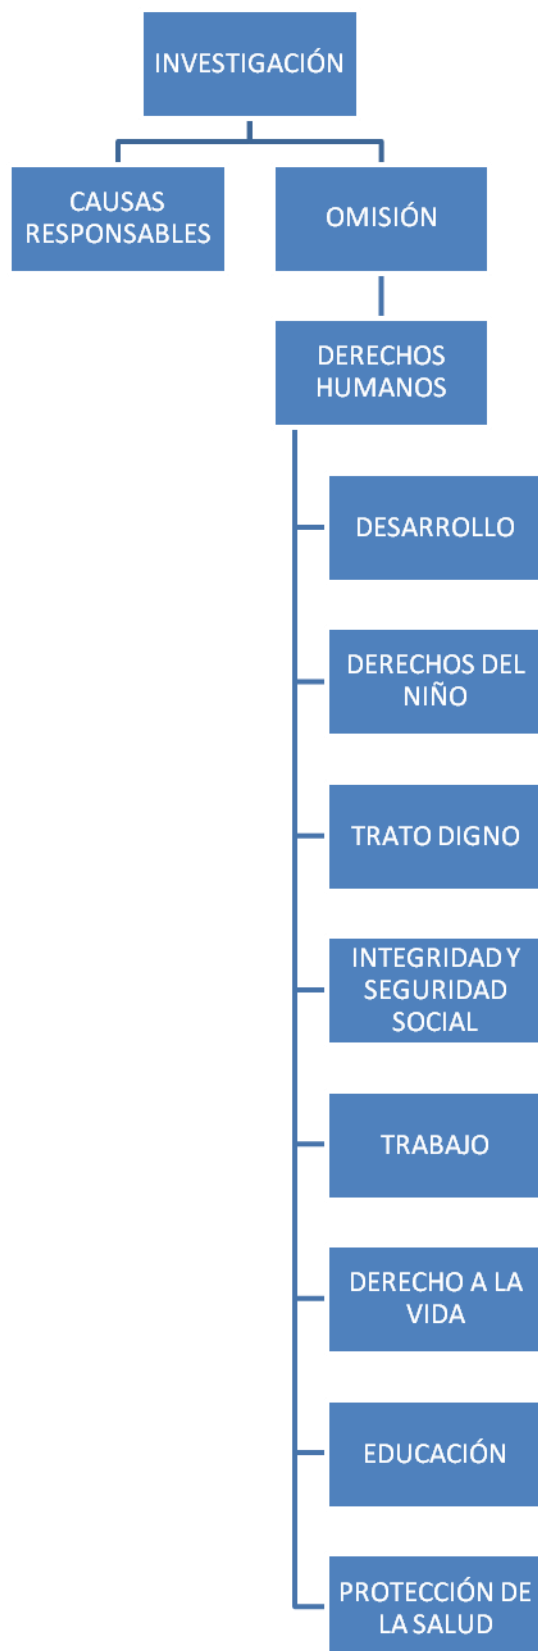 INVESTIGACIÓN
CAUSAS
RESPONSABLES
OMISIÓN
DERECHOS
HUMANOS
DESARROLLO
DERECHOS DEL
NIÑO
TRATO DIGNO
INTEGRIDAD Y
SEGURIDAD
SOCIAL
TRABAJO
DERECHO A LA
VIDA
EDUCACIÓN
PROTECCIÓN DE
LA SALUD